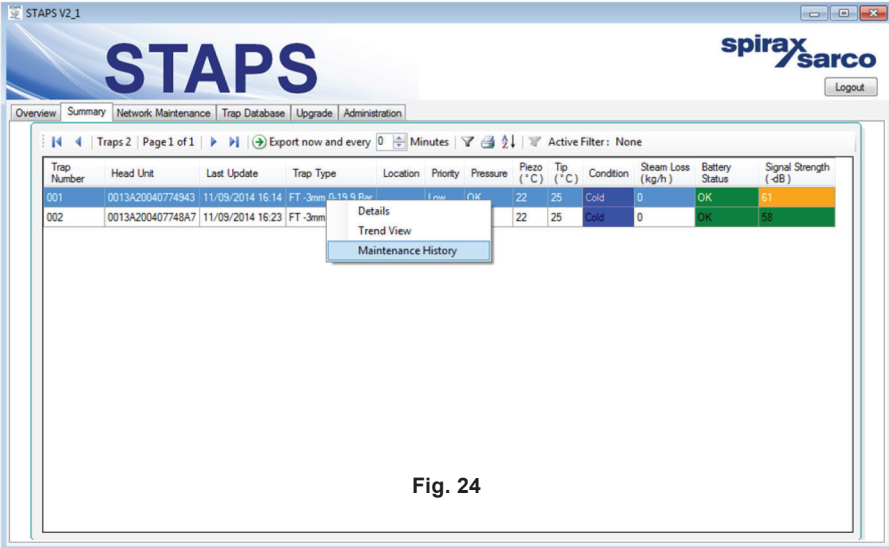 STAPS V2_1
STAPS
spirax
sarco
Logout
Overview Summary Network Maintenance Trap Database Upgrade Administration
Traps 2 Page 1 of 1 Export now and every 0 Minutes Active Filter : None
Trap Number Head Unit Last Update Trap Type Location Priority Pressure Piezo (°C) Tip (°C) Condition Steam Loss (kg/h) Battery Status Signal Strength (-dB)
001 0013A20040774943 11/09/2014 16:14 FT -3mm 0-19.9 Bar Low OK 22 25 Cold 0 OK 61
002 0013A200407748A7 11/09/2014 16:23 FT -3mm 22 25 Cold 0 OK 58
Details
Trend View
Maintenance History
Fig. 24